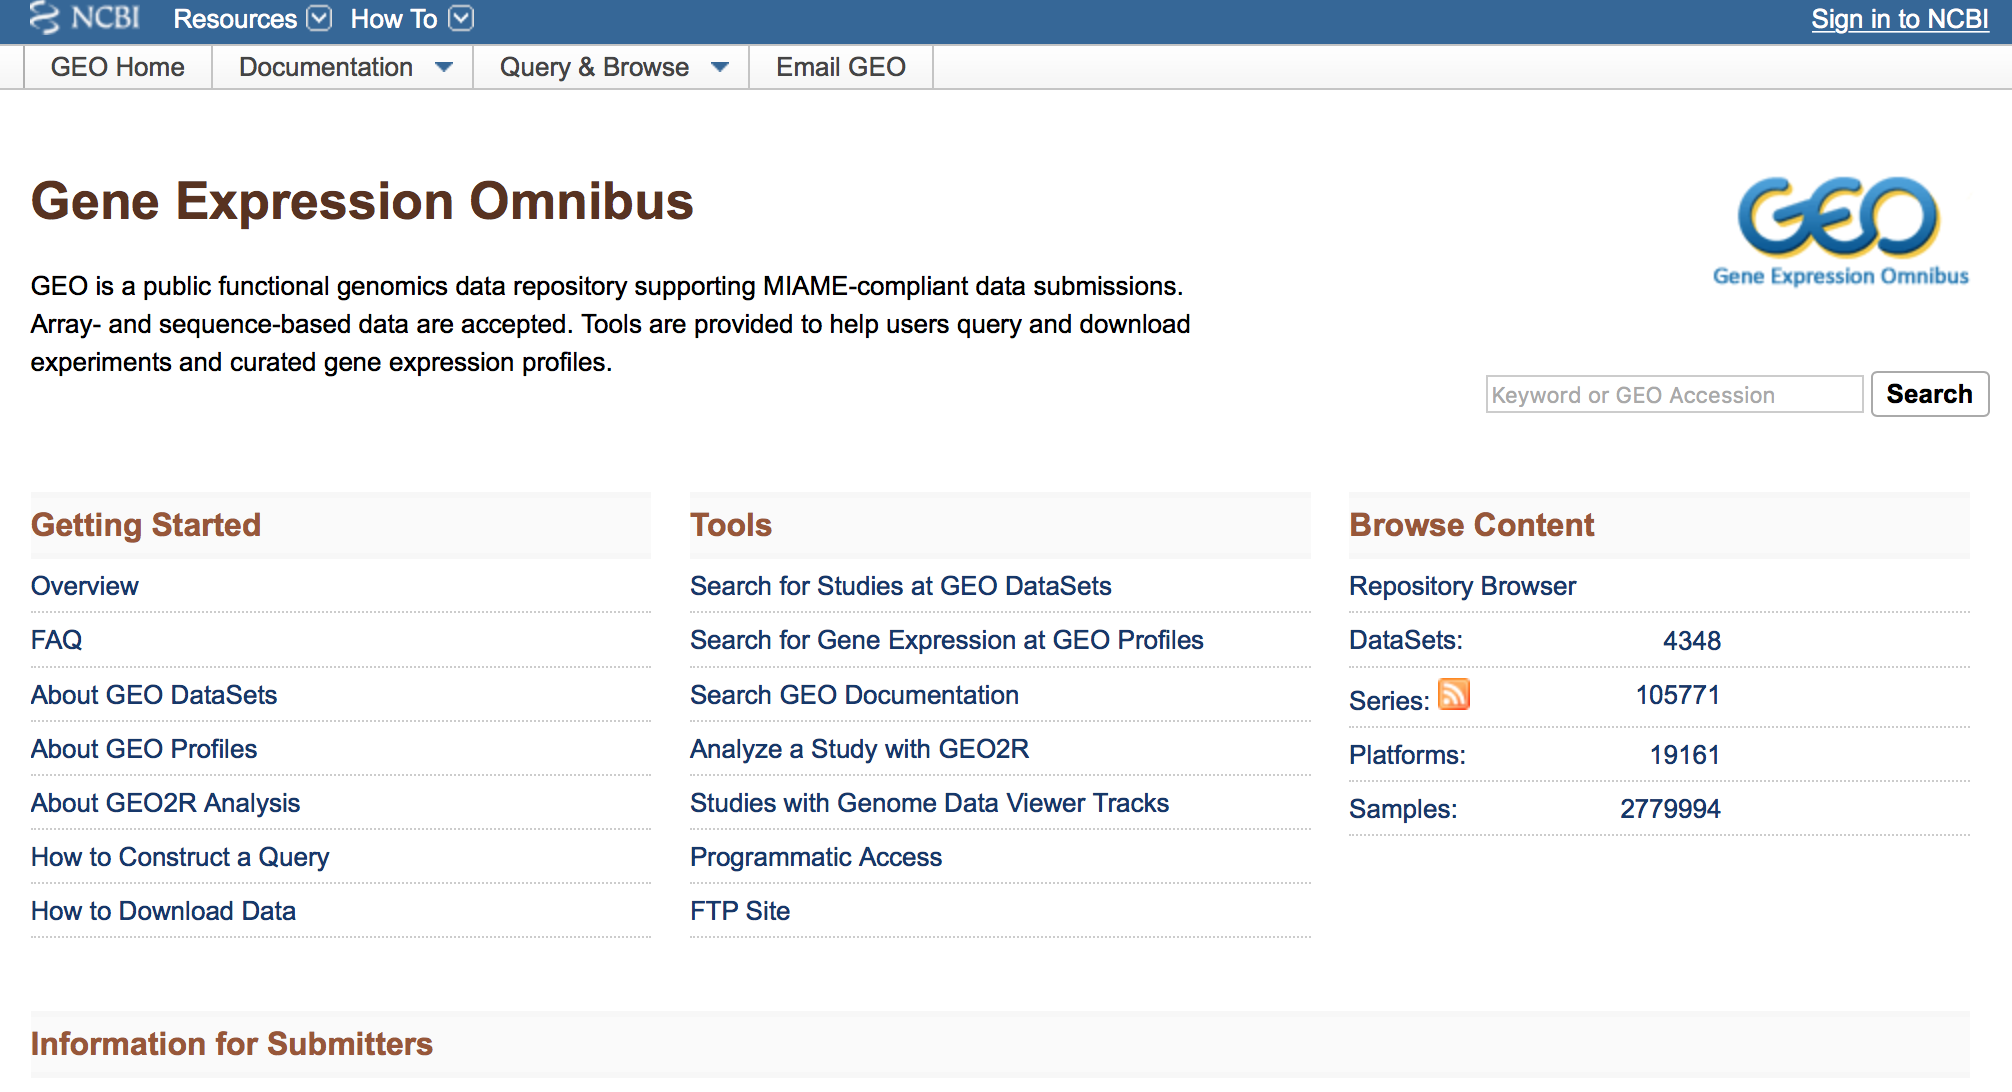 NCBI Resources How To Sign in to NCBI
GEO Home Documentation Query & Browse Email GEO
Gene Expression Omnibus
GEO
Gene Expression Omnibus
GEO is a public functional genomics data repository supporting MIAME-compliant data submissions.
Array- and sequence-based data are accepted. Tools are provided to help users query and download
experiments and curated gene expression profiles.
Keyword or GEO Accession Search
Getting Started
Overview
FAQ
About GEO DataSets
About GEO Profiles
About GEO2R Analysis
How to Construct a Query
How to Download Data
Tools
Search for Studies at GEO DataSets
Search for Gene Expression at GEO Profiles
Search GEO Documentation
Analyze a Study with GEO2R
Studies with Genome Data Viewer Tracks
Programmatic Access
FTP Site
Browse Content
Repository Browser
DataSets: 4348
Series: 105771
Platforms: 19161
Samples: 2779994
Information for Submitters